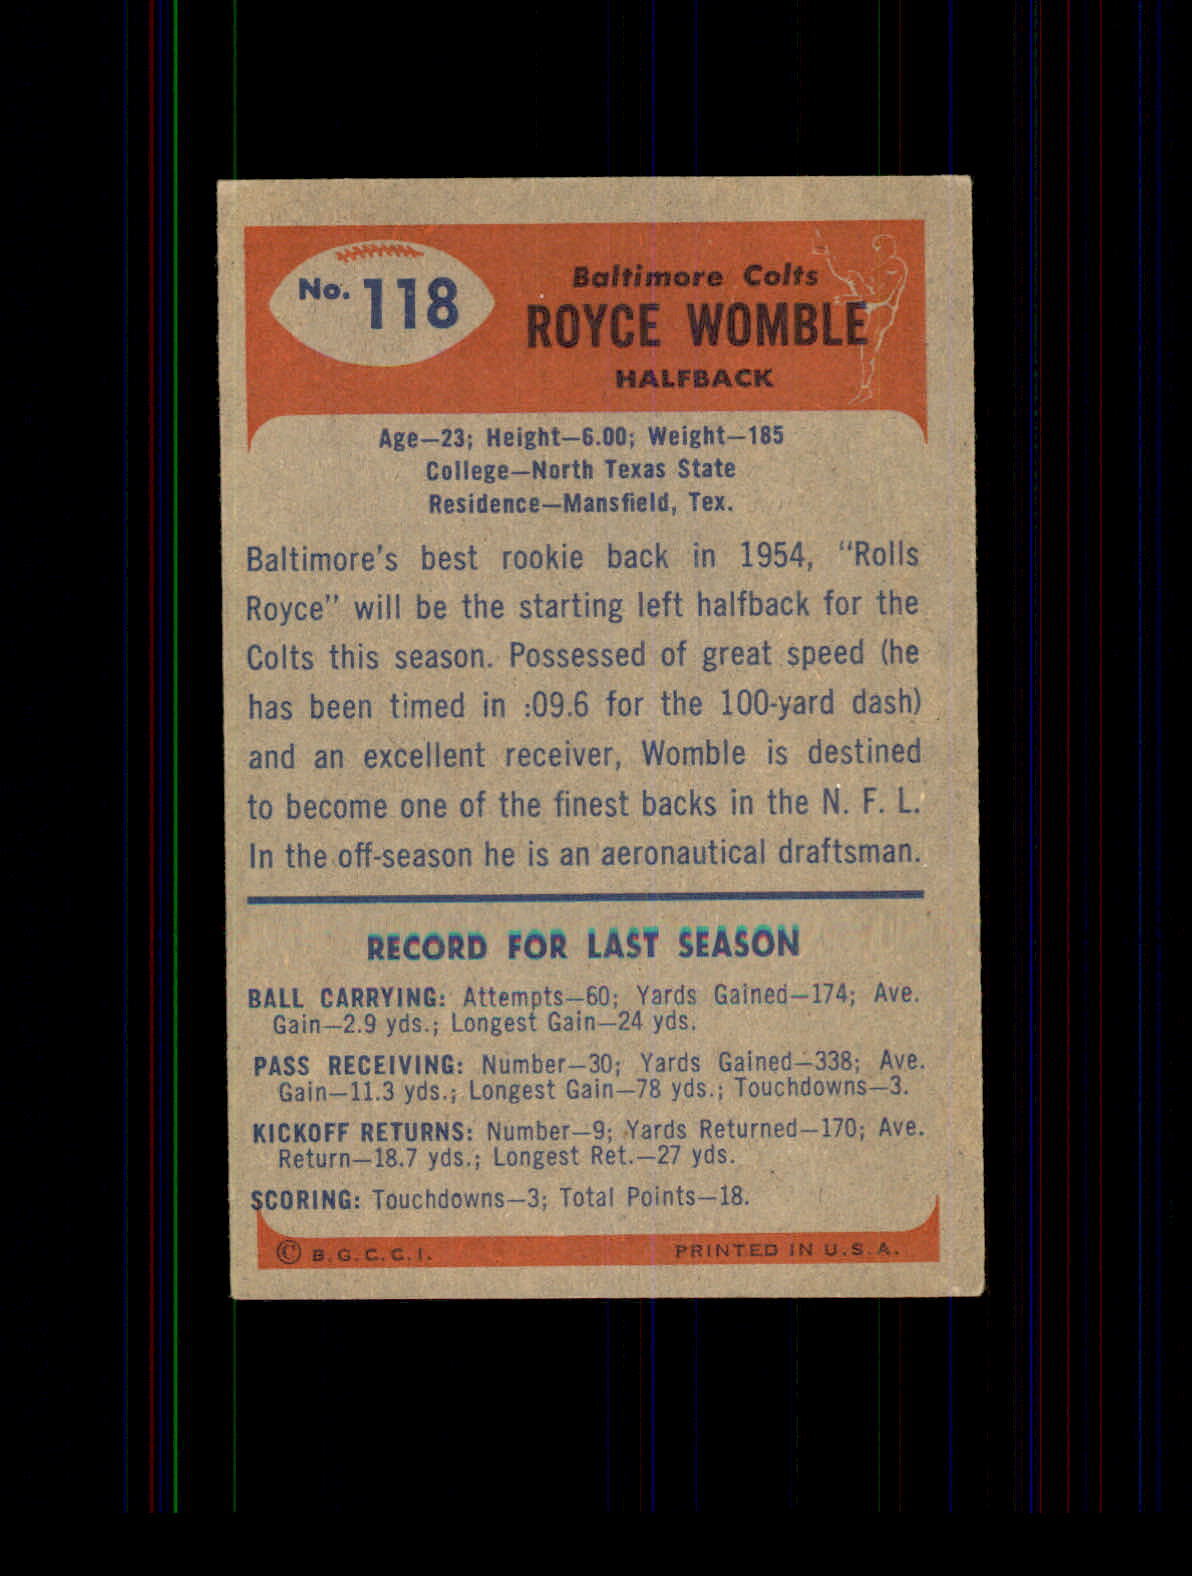 No. 118
Baltimore Colts
ROYCE WOMBLE
HALFBACK
Age—23; Height—6.00; Weight—185
College—North Texas State
Residence—Mansfield, Tex.
Baltimore's best rookie back in 1954, "Rolls
Royce" will be the starting left halfback for the
Colts this season. Possessed of great speed (he
has been timed in :09.6 for the 100-yard dash)
and an excellent receiver, Womble is destined
to become one of the finest backs in the N. F. L.
In the off-season he is an aeronautical draftsman.
RECORD FOR LAST SEASON
BALL CARRYING: Attempts—60; Yards Gained—174; Ave.
Gain—2.9 yds.; Longest Gain—24 yds.
PASS RECEIVING: Number—30; Yards Gained—338; Ave.
Gain—11.3 yds.; Longest Gain—78 yds.; Touchdowns—3.
KICKOFF RETURNS: Number—9; Yards Returned—170; Ave.
Return—18.7 yds.; Longest Ret.—27 yds.
SCORING: Touchdowns—3; Total Points—18.
© B.G.C.C.I. PRINTED IN U.S.A.